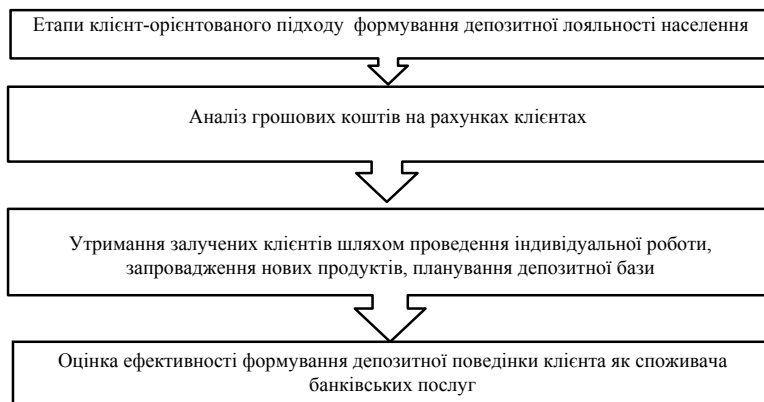 Етапи клієнт-орієнтованого підходу формування депозитної лояльності населення
Аналіз грошових коштів на рахунках клієнтах
Утримання залучених клієнтів шляхом проведення індивідуальної роботи,
запровадження нових продуктів, планування депозитної бази
Оцінка ефективності формування депозитної поведінки клієнта як споживача
банківських послуг